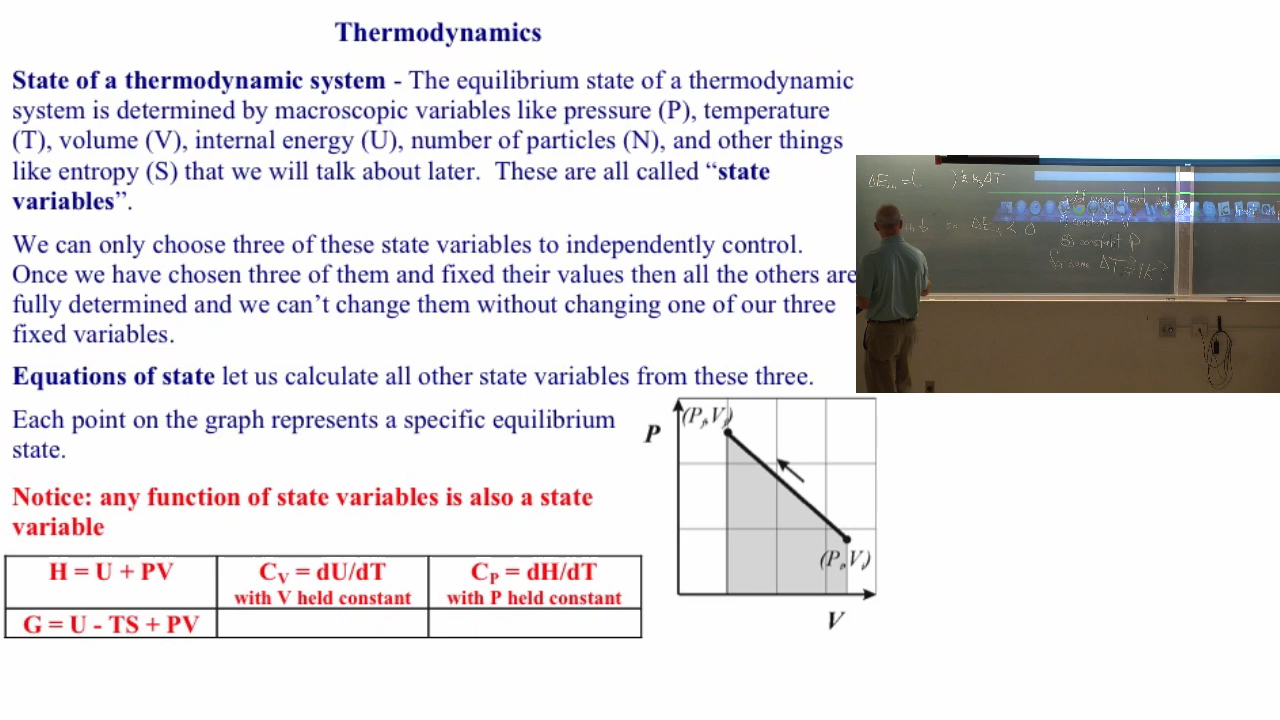 Thermodynamics
State of a thermodynamic system - The equilibrium state of a thermodynamic
system is determined by macroscopic variables like pressure (P), temperature
(T), volume (V), internal energy (U), number of particles (N), and other things
like entropy (S) that we will talk about later. These are all called “state
variables”.
We can only choose three of these state variables to independently control.
Once we have chosen three of them and fixed their values then all the others are
fully determined and we can’t change them without changing one of our three
fixed variables.
Equations of state let us calculate all other state variables from these three.
Each point on the graph represents a specific equilibrium
state.
Notice: any function of state variables is also a state
variable
H = U + PV
C_V = dU/dT
with V held constant
C_P = dH/dT
with P held constant
G = U - TS + PV
P
V
constant P
ΔT